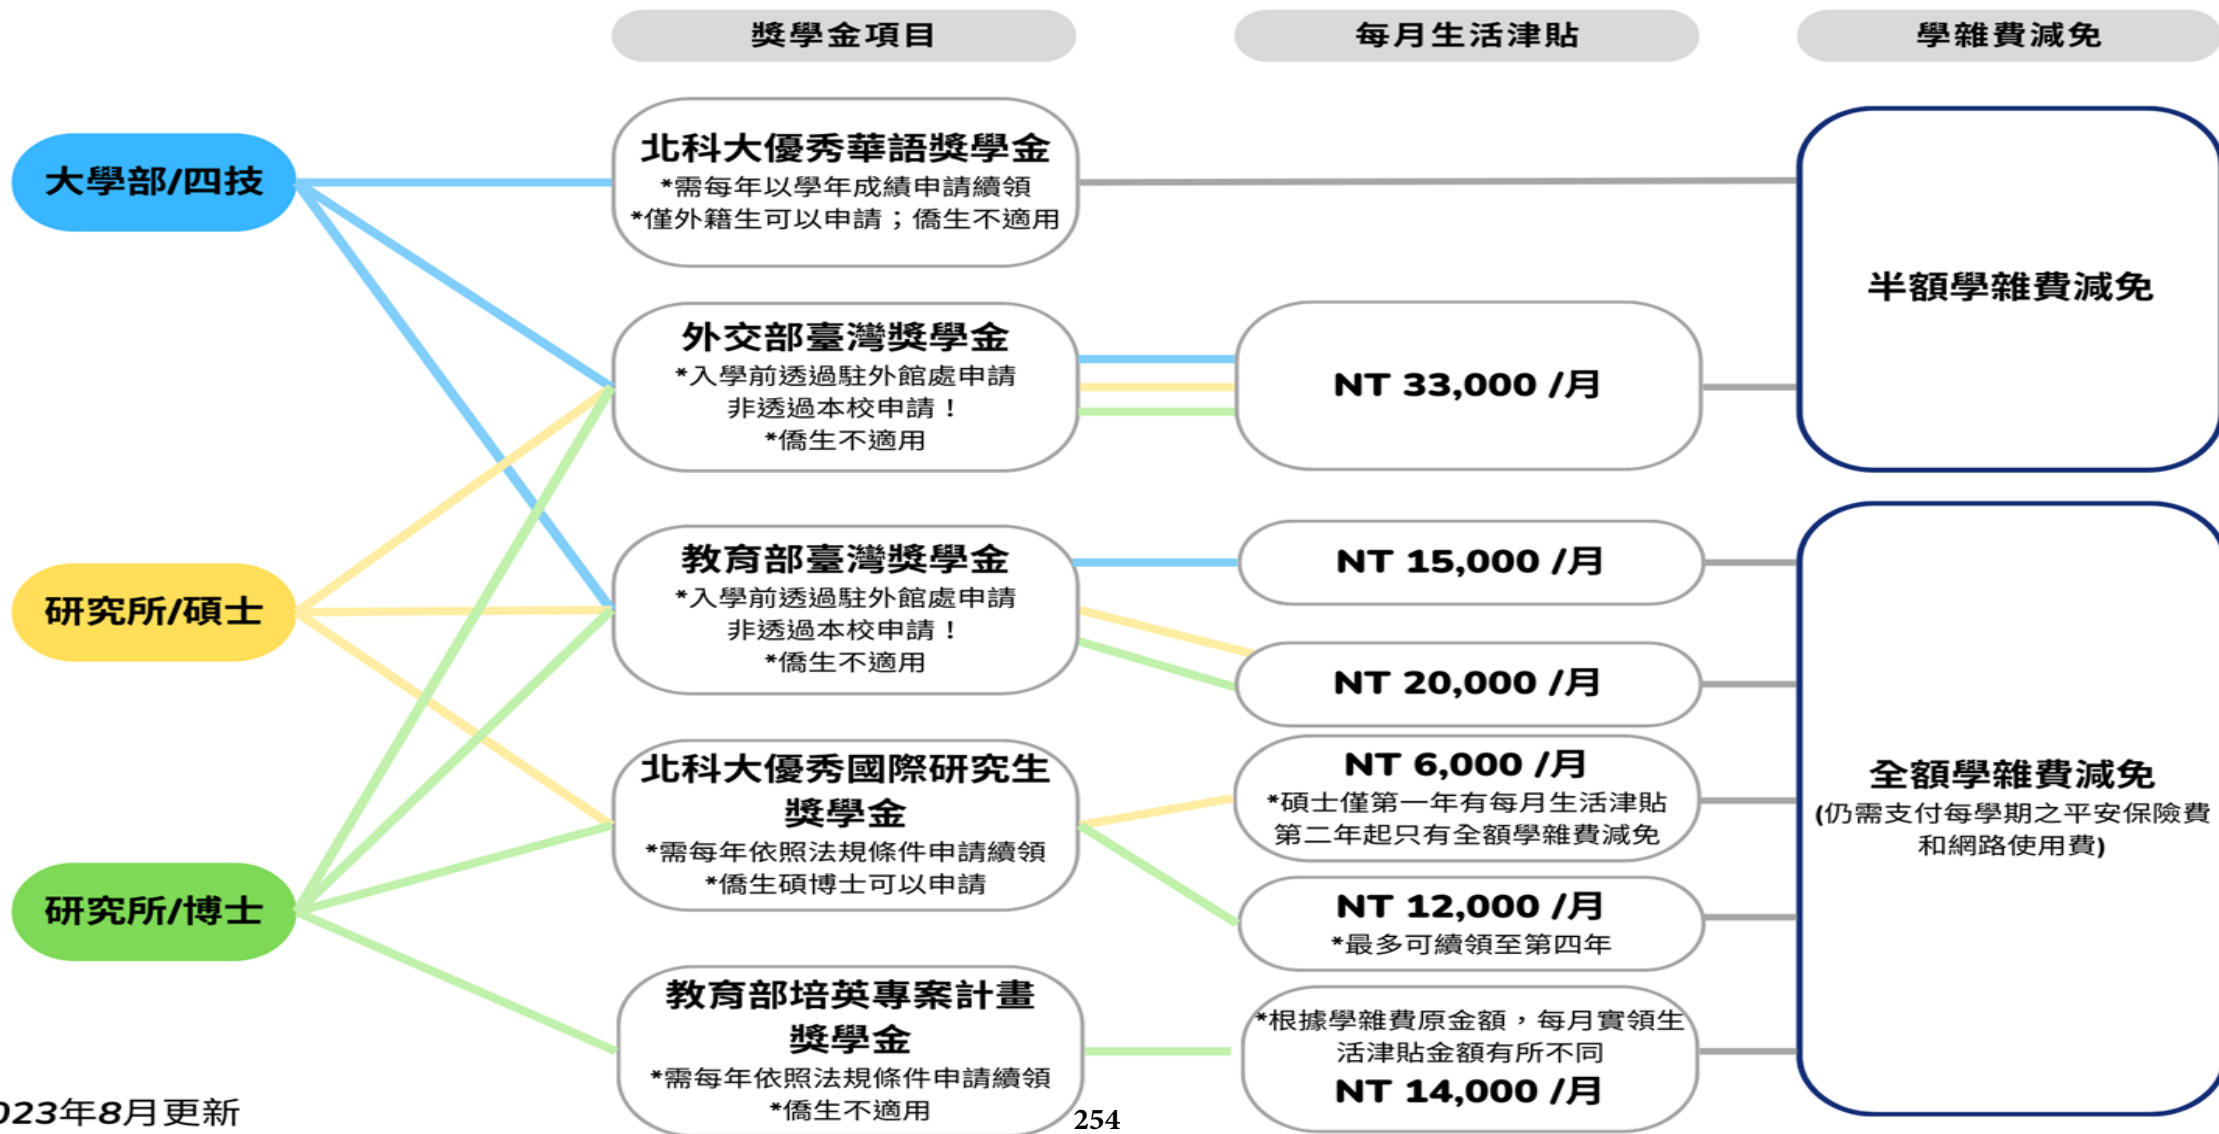 獎學金項目
每月生活津貼
學雜費減免
大學部/四技
研究所/碩士
研究所/博士
北科大優秀華語獎學金
*需每年以學年成績申請續領
*僅外籍生可以申請；僑生不適用
外交部臺灣獎學金
*入學前透過駐外館處申請
非透過本校申請！
*僑生不適用
教育部臺灣獎學金
*入學前透過駐外館處申請
非透過本校申請！
*僑生不適用
北科大優秀國際研究生
獎學金
*需每年依照法規條件申請續領
*僑生碩博士可以申請
教育部培英專案計畫
獎學金
*需每年依照法規條件申請續領
*僑生不適用
NT 33,000 /月
NT 15,000 /月
NT 20,000 /月
NT 6,000 /月
*碩士僅第一年有每月生活津貼
第二年起只有全額學雜費減免
NT 12,000 /月
*最多可續領至第四年
*根據學雜費原金額，每月實領生
活津貼金額有所不同
NT 14,000 /月
半額學雜費減免
全額學雜費減免
(仍需支付每學期之平安保險費
和網路使用費)
023年8月更新
254